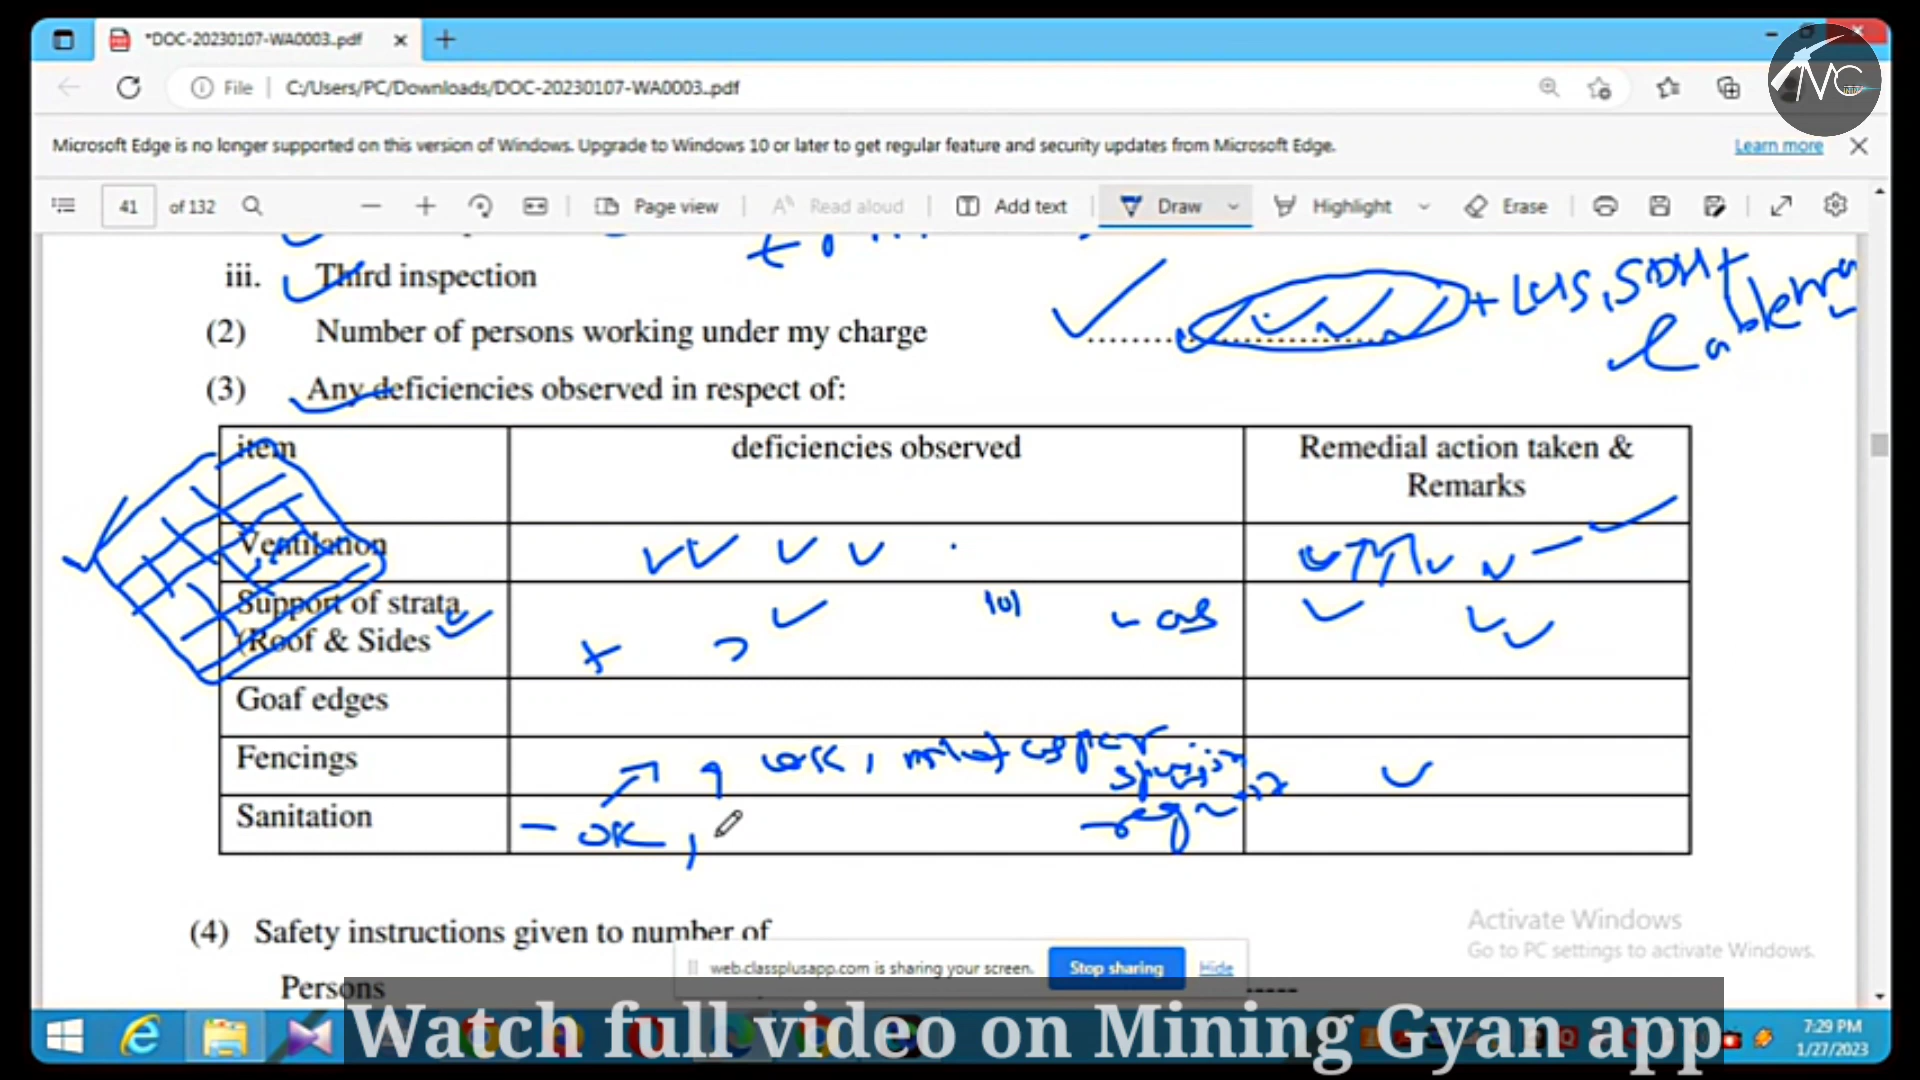 *DOC-20230107-WA0003..pdf
File
C:/Users/PC/Downloads/DOC-20230107-WA0003..pdf
MC
Microsoft Edge is no longer supported on this version of Windows. Upgrade to Windows 10 or later to get regular feature and security updates from Microsoft Edge.
Learn more
41 of 132
Page view
Read aloud
Add text
Draw
Highlight
Erase
iii. Third inspection
+ LHS, SDH +
(2) Number of persons working under my charge ..............................
(3) Any deficiencies observed in respect of:
item
deficiencies observed
Remedial action taken &
Remarks
Ventilation
Support of strata
(Roof & Sides
Goaf edges
Fencings
Sanitation
- OK,
(4) Safety instructions given to number of
Persons
web.classplusapp.com is sharing your screen.
Stop sharing
Hide
Activate Windows
Go to PC settings to activate Windows.
Watch full video on Mining Gyan app
7:29 PM
1/27/2023